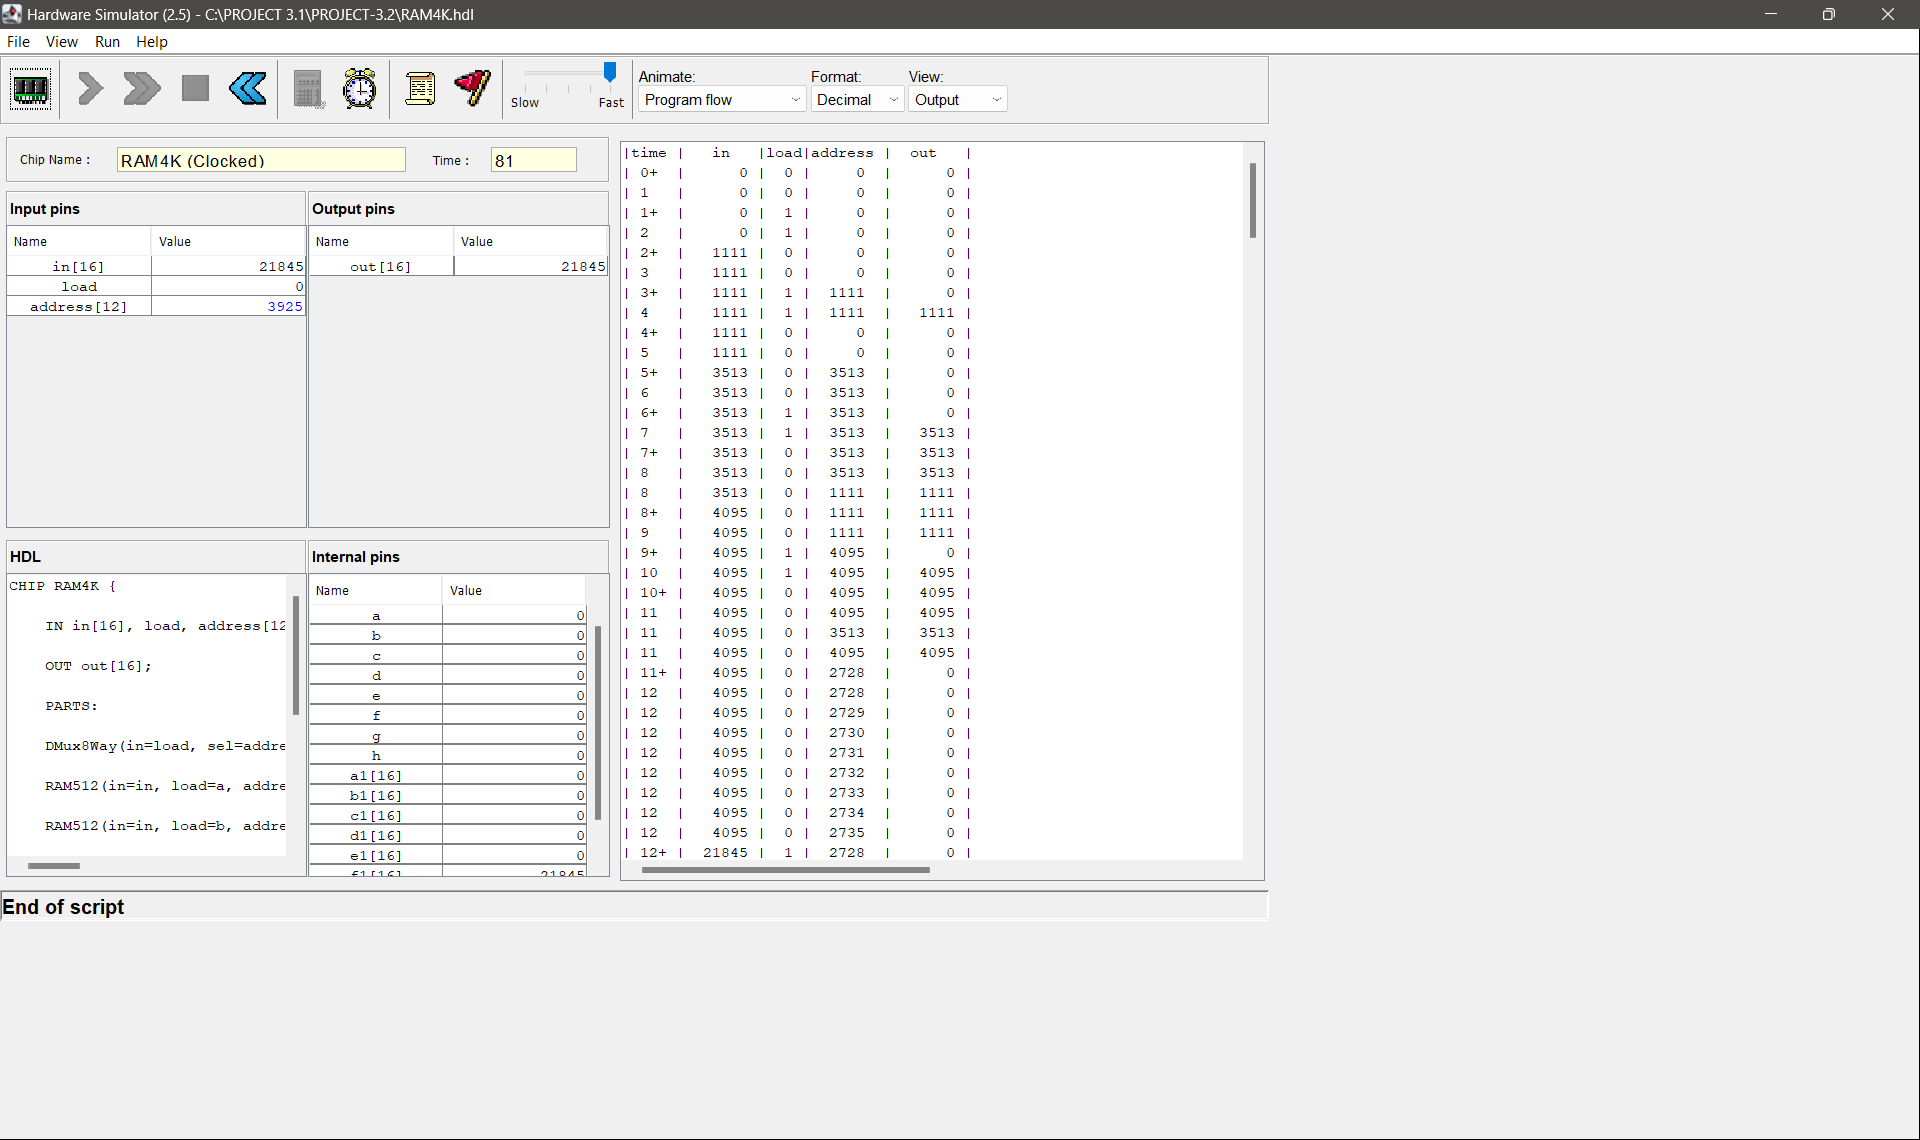 Hardware Simulator (2.5) - C:\PROJECT 3.1\PROJECT-3.2\RAM4K.hdl
File View Run Help
Slow Fast
Animate: Format: View:
Program flow Decimal Output
Chip Name : RAM4K (Clocked) Time : 81
Input pins
Name Value
in[16] 21845
load 0
address[12] 3925
Output pins
Name Value
out[16] 21845
HDL
CHIP RAM4K {
IN in[16], load, address[12
OUT out[16];
PARTS:
DMux8Way(in=load, sel=addre
RAM512(in=in, load=a, addre
RAM512(in=in, load=b, addre
Internal pins
Name Value
a 0
b 0
c 0
d 0
e 0
f 0
g 0
h 0
a1[16] 0
b1[16] 0
c1[16] 0
d1[16] 0
e1[16] 0
f1[16] 21845
|time | in |load|address | out |
| 0+ | 0 | 0 | 0 | 0 |
| 1 | 0 | 0 | 0 | 0 |
| 1+ | 0 | 1 | 0 | 0 |
| 2 | 0 | 1 | 0 | 0 |
| 2+ | 1111 | 0 | 0 | 0 |
| 3 | 1111 | 0 | 0 | 0 |
| 3+ | 1111 | 1 | 1111 | 0 |
| 4 | 1111 | 1 | 1111 | 1111 |
| 4+ | 1111 | 0 | 0 | 0 |
| 5 | 1111 | 0 | 0 | 0 |
| 5+ | 3513 | 0 | 3513 | 0 |
| 6 | 3513 | 0 | 3513 | 0 |
| 6+ | 3513 | 1 | 3513 | 0 |
| 7 | 3513 | 1 | 3513 | 3513 |
| 7+ | 3513 | 0 | 3513 | 3513 |
| 8 | 3513 | 0 | 3513 | 3513 |
| 8 | 3513 | 0 | 1111 | 1111 |
| 8+ | 4095 | 0 | 1111 | 1111 |
| 9 | 4095 | 0 | 1111 | 1111 |
| 9+ | 4095 | 1 | 4095 | 0 |
| 10 | 4095 | 1 | 4095 | 4095 |
| 10+ | 4095 | 0 | 4095 | 4095 |
| 11 | 4095 | 0 | 4095 | 4095 |
| 11 | 4095 | 0 | 3513 | 3513 |
| 11 | 4095 | 0 | 4095 | 4095 |
| 11+ | 4095 | 0 | 2728 | 0 |
| 12 | 4095 | 0 | 2728 | 0 |
| 12 | 4095 | 0 | 2729 | 0 |
| 12 | 4095 | 0 | 2730 | 0 |
| 12 | 4095 | 0 | 2731 | 0 |
| 12 | 4095 | 0 | 2732 | 0 |
| 12 | 4095 | 0 | 2733 | 0 |
| 12 | 4095 | 0 | 2734 | 0 |
| 12 | 4095 | 0 | 2735 | 0 |
| 12+ | 21845 | 1 | 2728 | 0 |
End of script